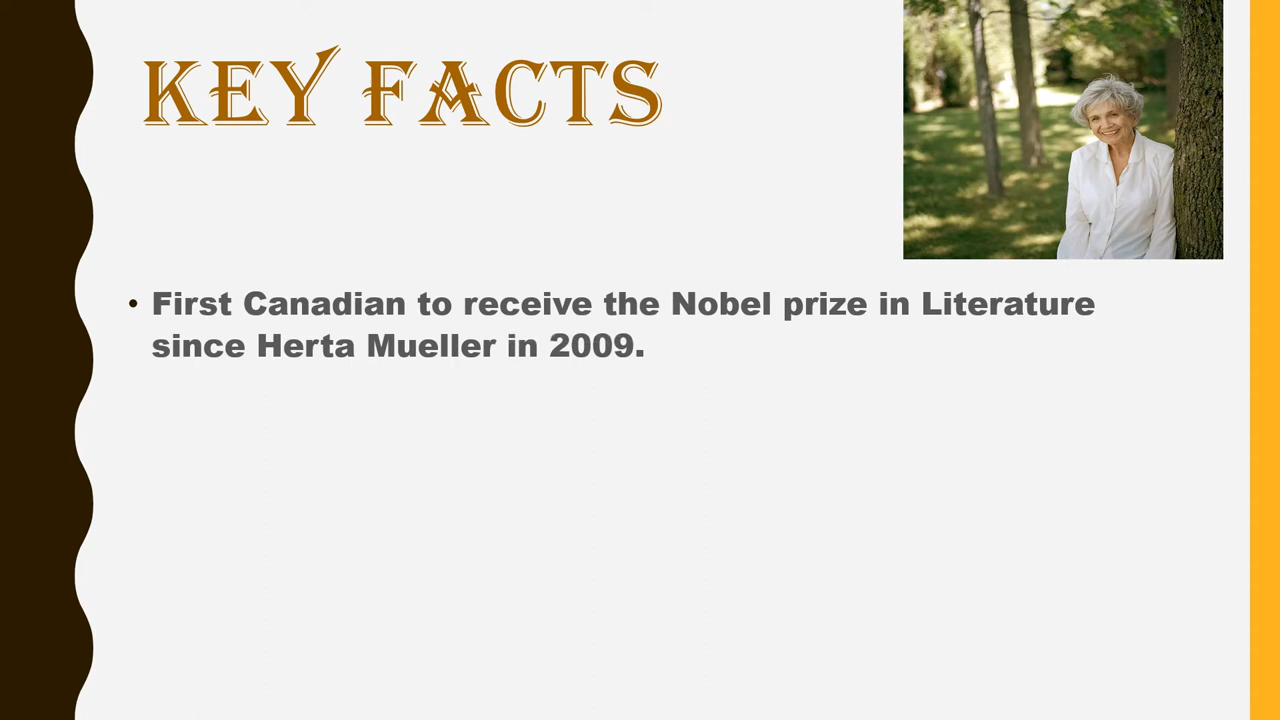 KEY FACTS
• First Canadian to receive the Nobel prize in Literature
since Herta Mueller in 2009.